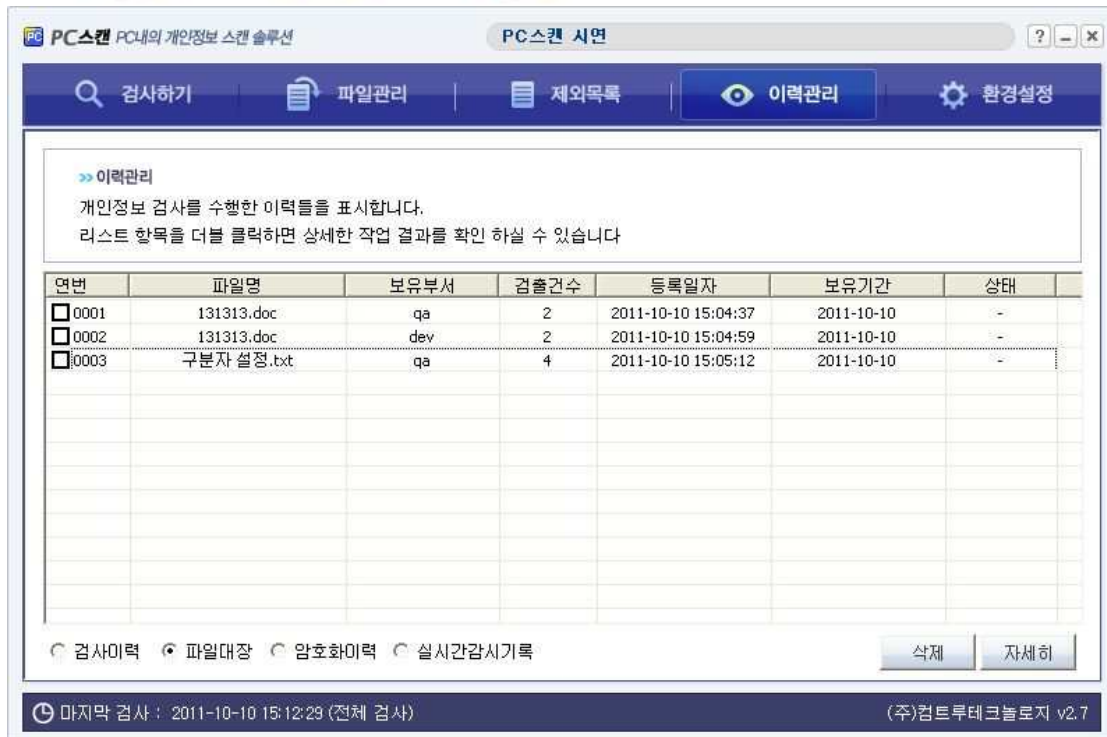 PC PC스캔 PC내의 개인정보 스캔 솔루션 PC스캔 시연 ?
검사하기 파일관리 제외목록 이력관리 환경설정
>> 이력관리
개인정보 검사를 수행한 이력들을 표시합니다.
리스트 항목을 더블 클릭하면 상세한 작업 결과를 확인 하실 수 있습니다
연번 파일명 보유부서 검출건수 등록일자 보유기간 상태
0001 131313.doc qa 2 2011-10-10 15:04:37 2011-10-10 -
0002 131313.doc dev 2 2011-10-10 15:04:59 2011-10-10 -
0003 구분자 설정.txt qa 4 2011-10-10 15:05:12 2011-10-10 -
검사이력 파일대장 암호화이력 실시간감시기록 삭제 자세히
마지막 검사 : 2011-10-10 15:12:29 (전체 검사) (주)컴트루테크놀로지 v2.7